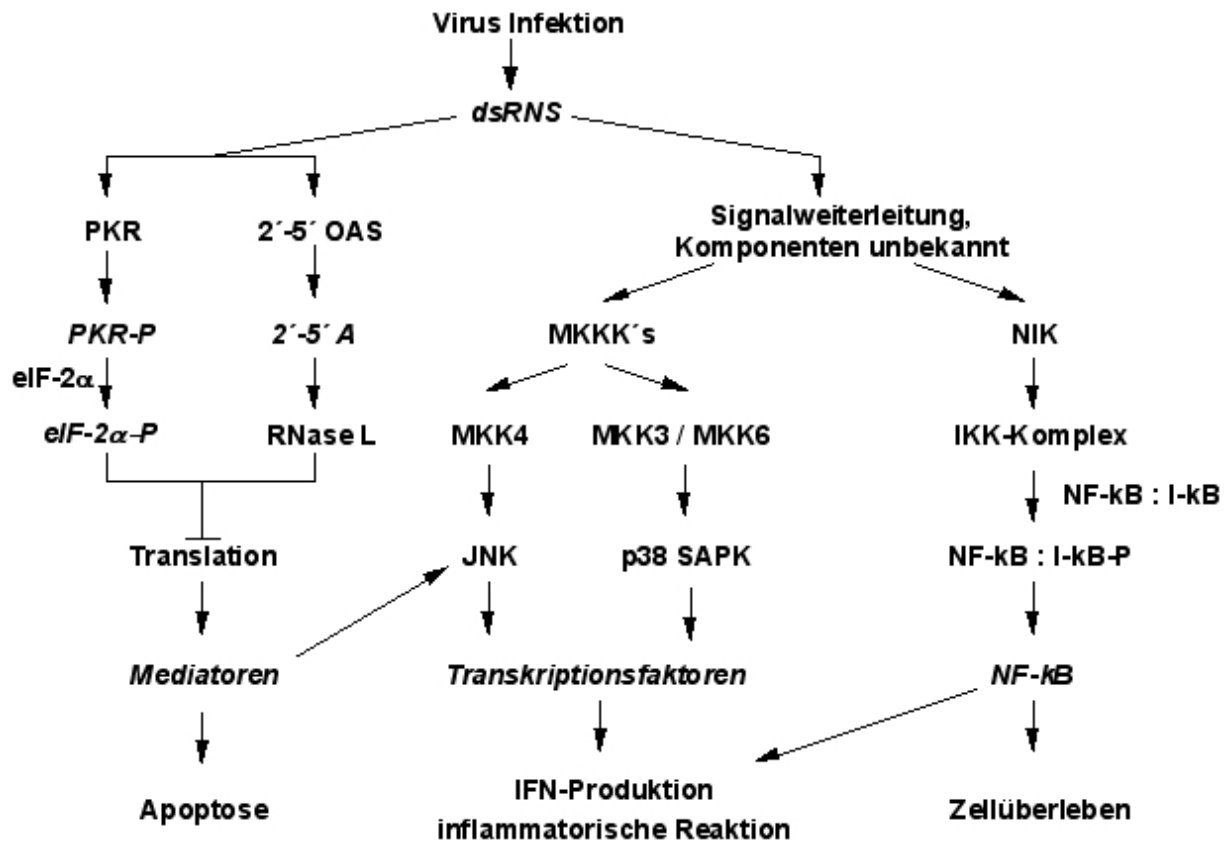 Virus Infektion
dsRNS
PKR
2´-5´ OAS
Signalweiterleitung,
Komponenten unbekannt
PKR-P
2´-5´ A
MKKK´s
NIK
eIF-2α
eIF-2α-P
RNase L
MKK4
MKK3 / MKK6
IKK-Komplex
NF-kB : I-kB
Translation
JNK
p38 SAPK
NF-kB : I-kB-P
Mediatoren
Transkriptionsfaktoren
NF-kB
Apoptose
IFN-Produktion
inflammatorische Reaktion
Zellüberleben